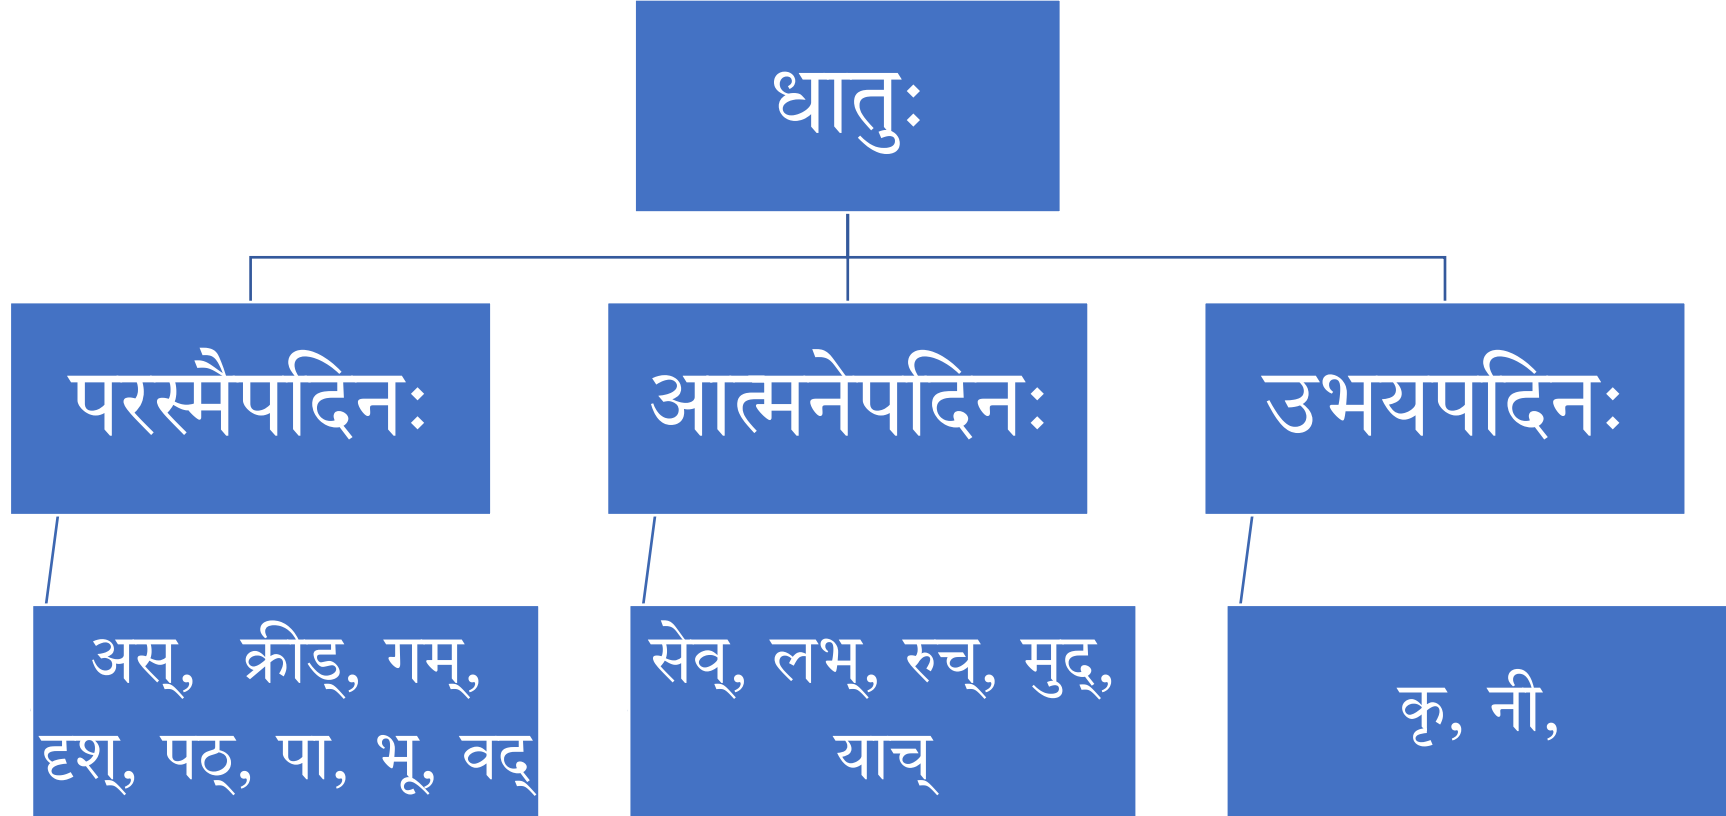 धातुः
परस्मैपदिनः
आत्मनेपदिनः
उभयपदिनः
अस्, क्रीड्, गम्,
दृश्, पठ्, पा, भू, वद्
सेव्, लभ्, रुच्, मुद्,
याच्
कृ, नी,